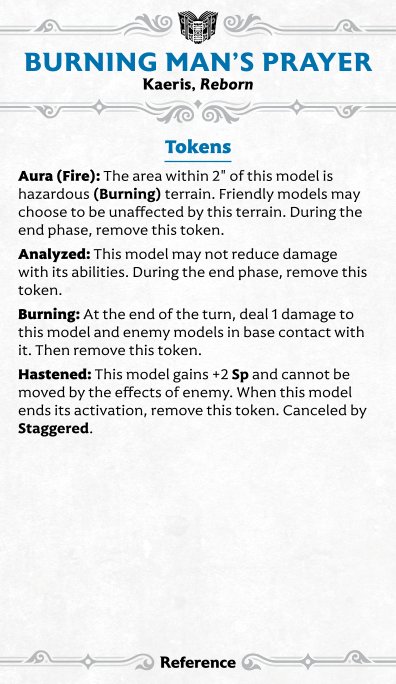 BURNING MAN'S PRAYER
Kaeris, Reborn
Tokens
Aura (Fire): The area within 2" of this model is
hazardous (Burning) terrain. Friendly models may
choose to be unaffected by this terrain. During the
end phase, remove this token.
Analyzed: This model may not reduce damage
with its abilities. During the end phase, remove this
token.
Burning: At the end of the turn, deal 1 damage to
this model and enemy models in base contact with
it. Then remove this token.
Hastened: This model gains +2 Sp and cannot be
moved by the effects of enemy. When this model
ends its activation, remove this token. Canceled by
Staggered.
Reference